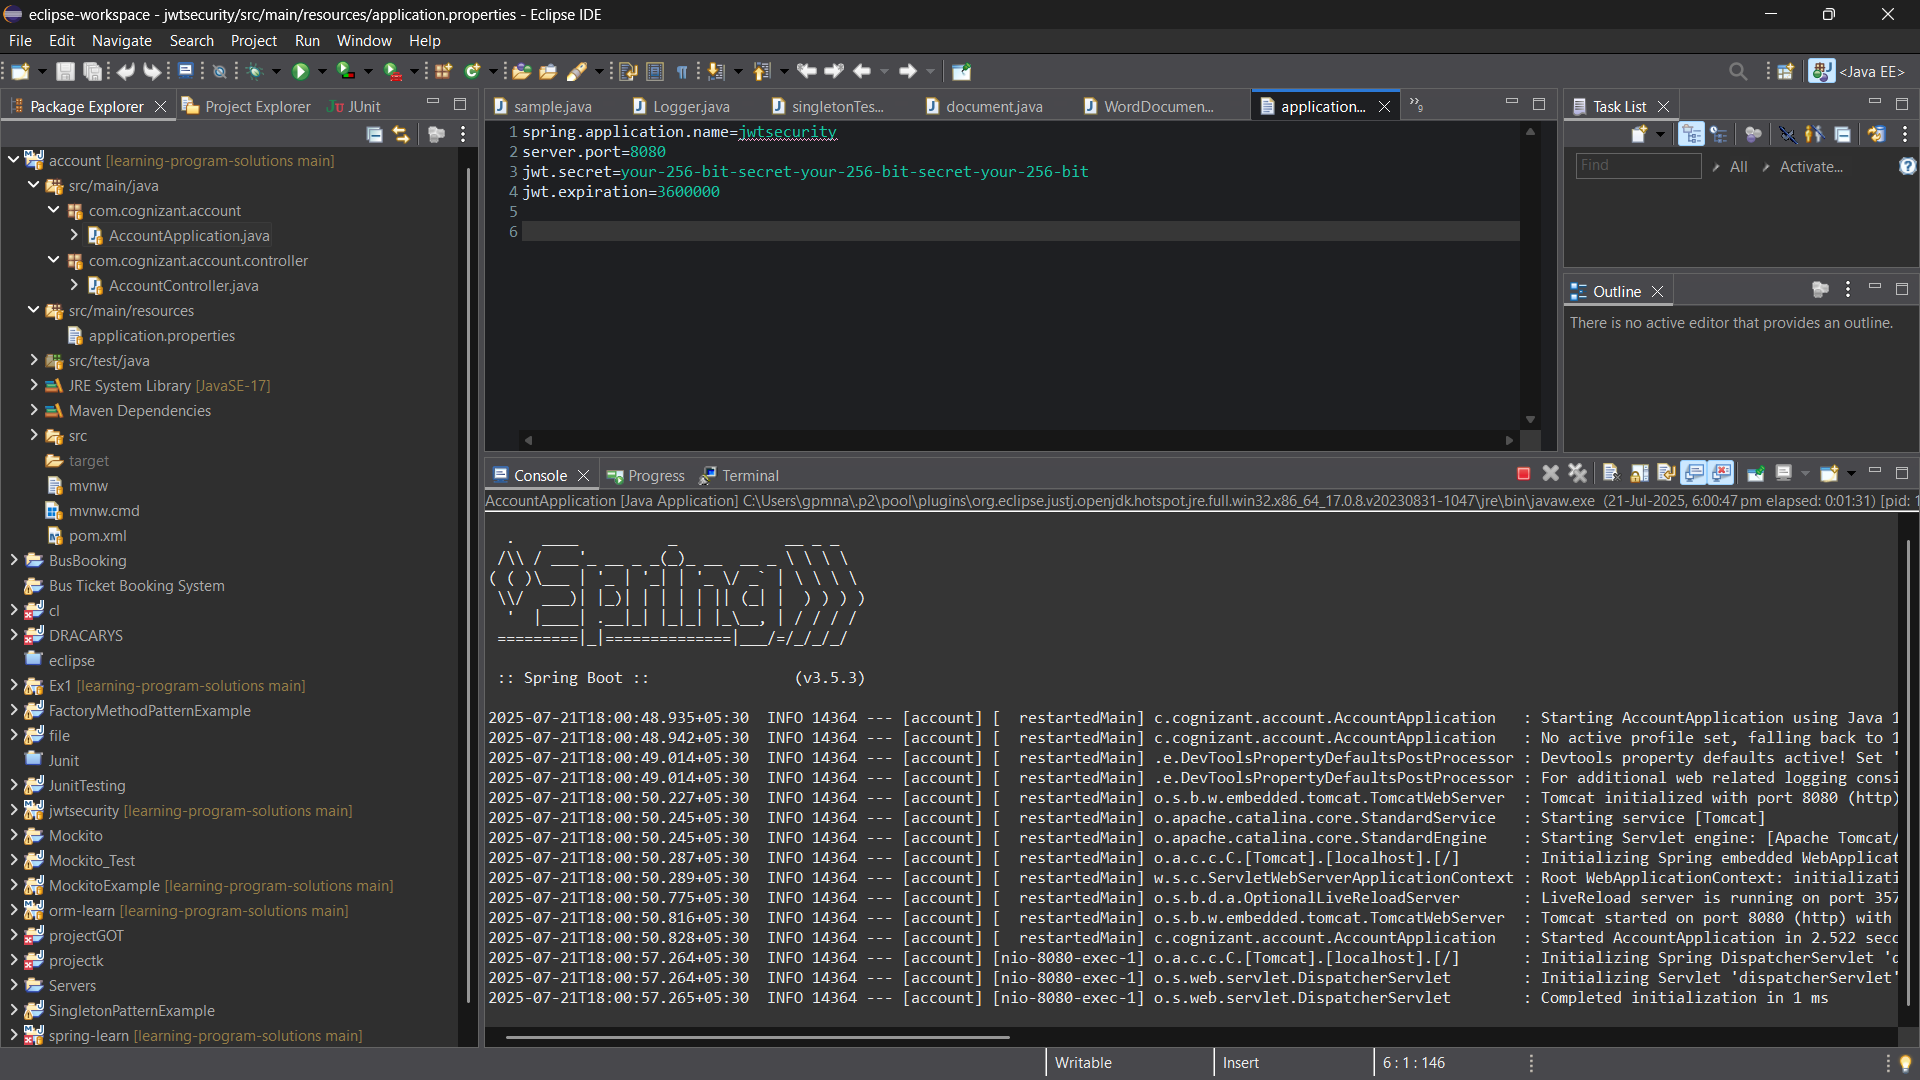 eclipse-workspace - jwtsecurity/src/main/resources/application.properties - Eclipse IDE
File Edit Navigate Search Project Run Window Help
<Java EE>
Package Explorer
Project Explorer
JUnit
account [learning-program-solutions main]
src/main/java
com.cognizant.account
AccountApplication.java
com.cognizant.account.controller
AccountController.java
src/main/resources
application.properties
src/test/java
JRE System Library [JavaSE-17]
Maven Dependencies
src
target
mvnw
mvnw.cmd
pom.xml
BusBooking
Bus Ticket Booking System
cl
DRACARYS
eclipse
Ex1 [learning-program-solutions main]
FactoryMethodPatternExample
file
Junit
JunitTesting
jwtsecurity [learning-program-solutions main]
Mockito
Mockito_Test
MockitoExample [learning-program-solutions main]
orm-learn [learning-program-solutions main]
projectGOT
projectk
Servers
SingletonPatternExample
spring-learn [learning-program-solutions main]
sample.java
Logger.java
singletonTes...
document.java
WordDocumen...
application...
»9
1 spring.application.name=jwtsecurity
2 server.port=8080
3 jwt.secret=your-256-bit-secret-your-256-bit-secret-your-256-bit
4 jwt.expiration=3600000
5
6
Task List
Find
All
Activate...
Outline
There is no active editor that provides an outline.
Console
Progress
Terminal
AccountApplication [Java Application] C:\Users\gpmna\.p2\pool\plugins\org.eclipse.justj.openjdk.hotspot.jre.full.win32.x86_64_17.0.8.v20230831-1047\jre\bin\javaw.exe (21-Jul-2025, 6:00:47 pm elapsed: 0:01:31) [pid: 1
:: Spring Boot :: (v3.5.3)
2025-07-21T18:00:48.935+05:30 INFO 14364 --- [account] [ restartedMain] c.cognizant.account.AccountApplication : Starting AccountApplication using Java 1
2025-07-21T18:00:48.942+05:30 INFO 14364 --- [account] [ restartedMain] c.cognizant.account.AccountApplication : No active profile set, falling back to 1
2025-07-21T18:00:49.014+05:30 INFO 14364 --- [account] [ restartedMain] .e.DevToolsPropertyDefaultsPostProcessor : Devtools property defaults active! Set '
2025-07-21T18:00:49.014+05:30 INFO 14364 --- [account] [ restartedMain] .e.DevToolsPropertyDefaultsPostProcessor : For additional web related logging consi
2025-07-21T18:00:50.227+05:30 INFO 14364 --- [account] [ restartedMain] o.s.b.w.embedded.tomcat.TomcatWebServer : Tomcat initialized with port 8080 (http)
2025-07-21T18:00:50.245+05:30 INFO 14364 --- [account] [ restartedMain] o.apache.catalina.core.StandardService : Starting service [Tomcat]
2025-07-21T18:00:50.245+05:30 INFO 14364 --- [account] [ restartedMain] o.apache.catalina.core.StandardEngine : Starting Servlet engine: [Apache Tomcat/
2025-07-21T18:00:50.287+05:30 INFO 14364 --- [account] [ restartedMain] o.a.c.c.C.[Tomcat].[localhost].[/] : Initializing Spring embedded WebApplicat
2025-07-21T18:00:50.289+05:30 INFO 14364 --- [account] [ restartedMain] w.s.c.ServletWebServerApplicationContext : Root WebApplicationContext: initializati
2025-07-21T18:00:50.775+05:30 INFO 14364 --- [account] [ restartedMain] o.s.b.d.a.OptionalLiveReloadServer : LiveReload server is running on port 357
2025-07-21T18:00:50.816+05:30 INFO 14364 --- [account] [ restartedMain] o.s.b.w.embedded.tomcat.TomcatWebServer : Tomcat started on port 8080 (http) with
2025-07-21T18:00:50.828+05:30 INFO 14364 --- [account] [ restartedMain] c.cognizant.account.AccountApplication : Started AccountApplication in 2.522 secc
2025-07-21T18:00:57.264+05:30 INFO 14364 --- [account] [nio-8080-exec-1] o.a.c.c.C.[Tomcat].[localhost].[/] : Initializing Spring DispatcherServlet 'd
2025-07-21T18:00:57.264+05:30 INFO 14364 --- [account] [nio-8080-exec-1] o.s.web.servlet.DispatcherServlet : Initializing Servlet 'dispatcherServlet'
2025-07-21T18:00:57.265+05:30 INFO 14364 --- [account] [nio-8080-exec-1] o.s.web.servlet.DispatcherServlet : Completed initialization in 1 ms
Writable
Insert
6 : 1 : 146